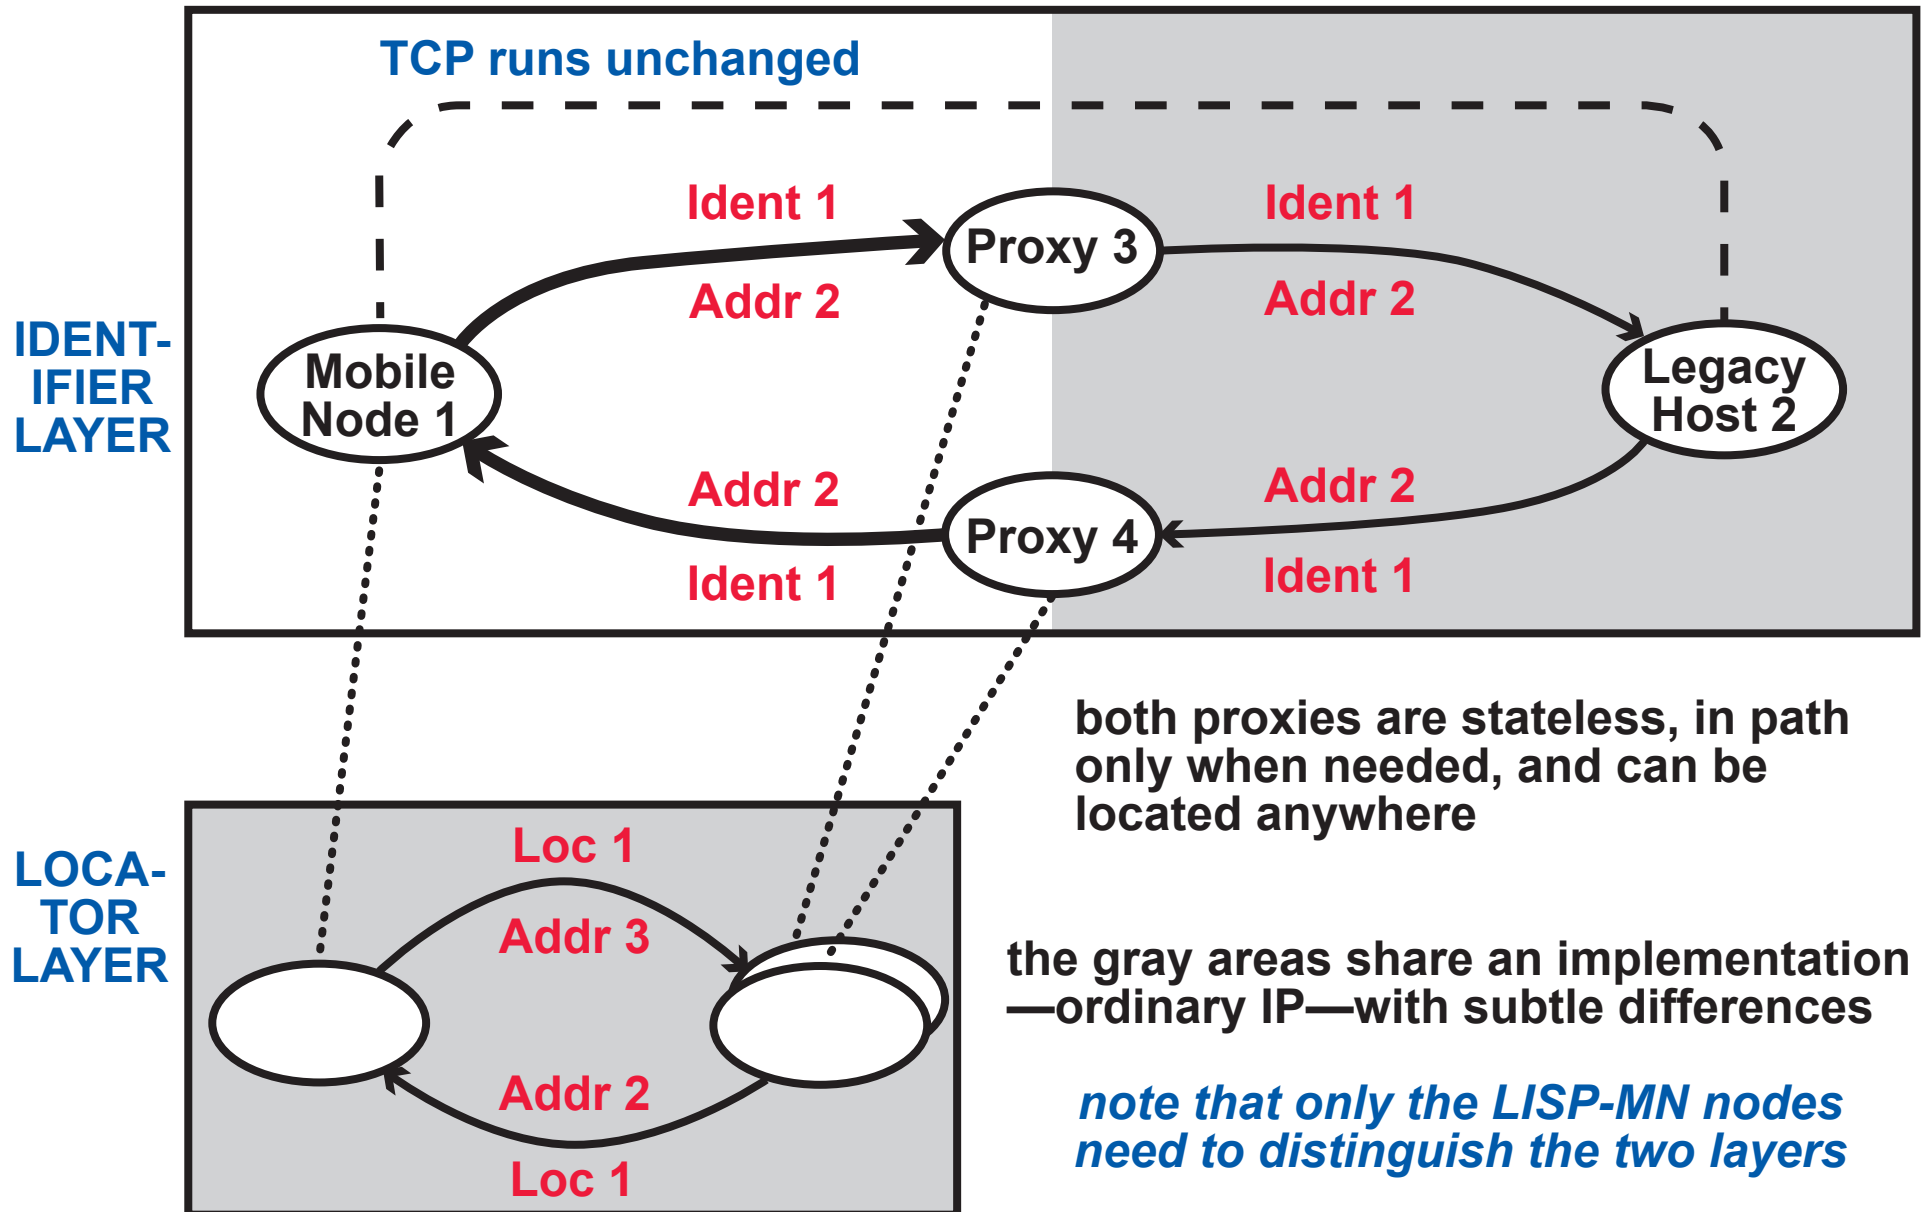 TCP runs unchanged
Ident 1
Ident 1
Proxy 3
Addr 2
Addr 2
IDENT-
IFIER
LAYER
Mobile
Node 1
Legacy
Host 2
Addr 2
Addr 2
Proxy 4
Ident 1
Ident 1
both proxies are stateless, in path
only when needed, and can be
located anywhere
LOCA-
TOR
LAYER
Loc 1
Addr 3
Addr 2
Loc 1
the gray areas share an implementation
—ordinary IP—with subtle differences
note that only the LISP-MN nodes
need to distinguish the two layers